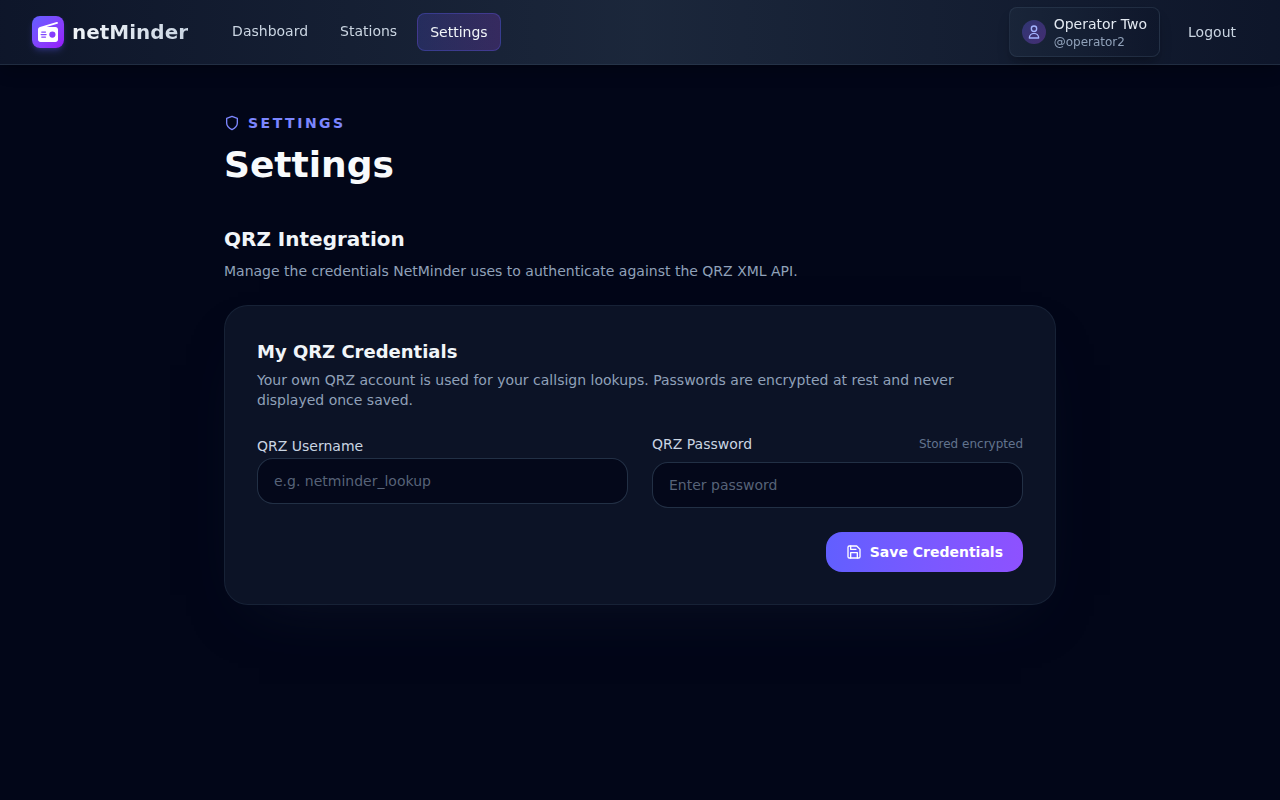 netMinder
Dashboard
Stations
Settings
Operator Two
@operator2
Logout
SETTINGS
Settings
QRZ Integration
Manage the credentials NetMinder uses to authenticate against the QRZ XML API.
My QRZ Credentials
Your own QRZ account is used for your callsign lookups. Passwords are encrypted at rest and never
displayed once saved.
QRZ Username
e.g. netminder_lookup
QRZ Password
Stored encrypted
Enter password
Save Credentials